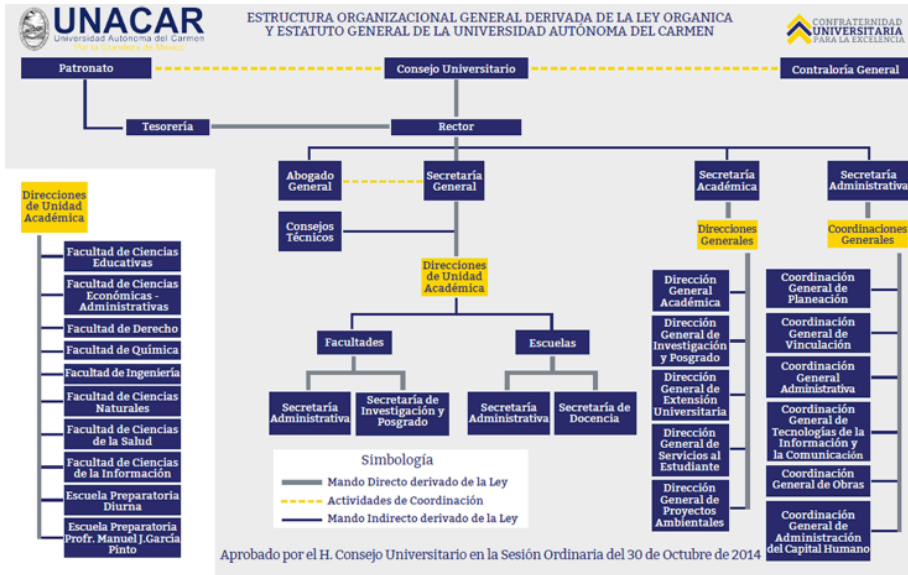 UNACAR
Universidad Autónoma del Carmen
"Por la Grandeza de México"
ESTRUCTURA ORGANIZACIONAL GENERAL DERIVADA DE LA LEY ORGANICA
Y ESTATUTO GENERAL DE LA UNIVERSIDAD AUTÓNOMA DEL CARMEN
CONFRATERNIDAD
UNIVERSITARIA
PARA LA EXCELENCIA
Patronato
Consejo Universitario
Contraloría General
Tesorería
Rector
Abogado
General
Secretaría
General
Secretaría
Académica
Secretaría
Administrativa
Consejos
Técnicos
Direcciones
Generales
Coordinaciones
Generales
Direcciones
de Unidad
Académica
Facultades
Escuelas
Secretaría
Administrativa
Secretaría de
Investigación y
Posgrado
Secretaría
Administrativa
Secretaría de
Docencia
Direcciones
de Unidad
Académica
Facultad de Ciencias
Educativas
Facultad de Ciencias
Económicas -
Administrativas
Facultad de Derecho
Facultad de Química
Facultad de Ingeniería
Facultad de Ciencias
Naturales
Facultad de Ciencias
de la Salud
Facultad de Ciencias
de la Información
Escuela Preparatoria
Diurna
Escuela Preparatoria
Profr. Manuel J.García
Pinto
Dirección
General
Académica
Dirección
General de
Investigación
y Posgrado
Dirección
General de
Extensión
Universitaria
Dirección
General de
Servicios al
Estudiante
Dirección
General de
Proyectos
Ambientales
Coordinación
General de
Planeación
Coordinación
General de
Vinculación
Coordinación
General
Administrativa
Coordinación
General de
Tecnologías de la
Información y
la Comunicación
Coordinación
General de Obras
Coordinación
General de
Administración
del Capital Humano
Simbología
Mando Directo derivado de la Ley
Actividades de Coordinación
Mando Indirecto derivado de la Ley
Aprobado por el H. Consejo Universitario en la Sesión Ordinaria del 30 de Octubre de 2014